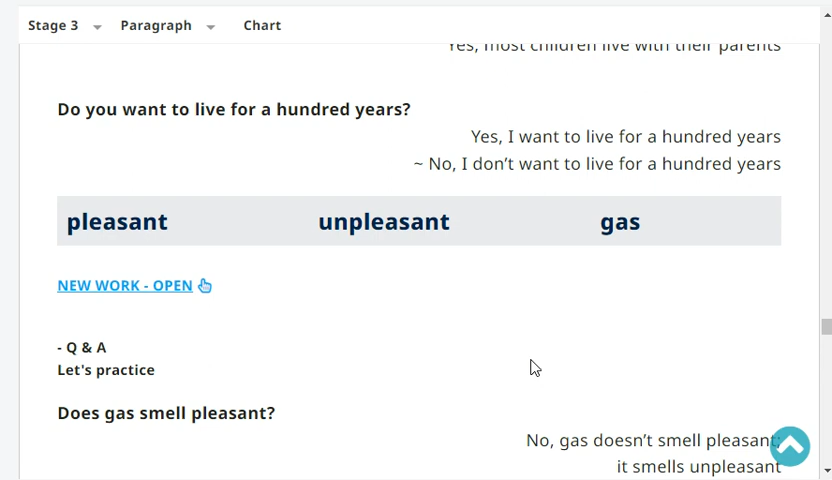 Stage 3 Paragraph Chart
Yes, most children live with their parents
Do you want to live for a hundred years?
Yes, I want to live for a hundred years
~ No, I don’t want to live for a hundred years
pleasant unpleasant gas
NEW WORK - OPEN
- Q & A
Let's practice
Does gas smell pleasant?
No, gas doesn’t smell pleasant;
it smells unpleasant